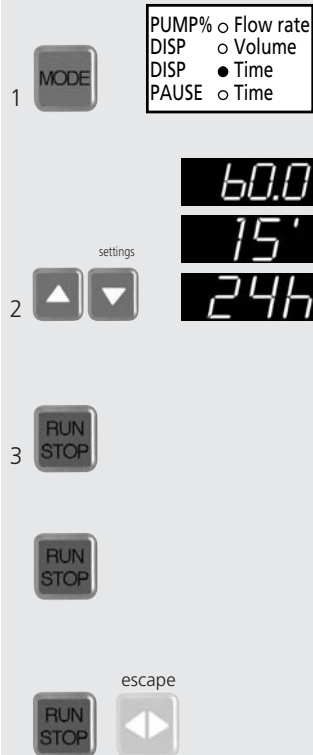 PUMP% ○ Flow rate
DISP ○ Volume
DISP ● Time
PAUSE ○ Time
1 MODE
60.0
15'
24h
settings
2
RUN
STOP
3
RUN
STOP
escape
RUN
STOP